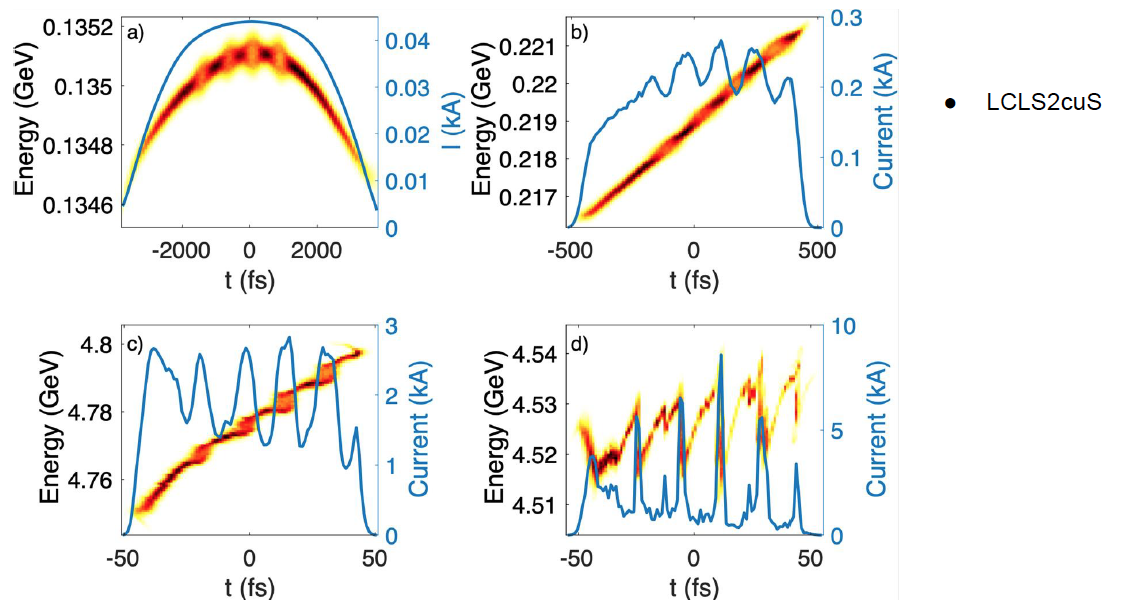 a)
0.1352
0.135
0.1348
0.1346
Energy (GeV)
0.04
0.03
0.02
0.01
0
I (kA)
-2000 0 2000
t (fs)
b)
0.221
0.22
0.219
0.218
0.217
Energy (GeV)
0.3
0.2
0.1
0
Current (kA)
-500 0 500
t (fs)
• LCLS2cuS
c)
4.8
4.78
4.76
Energy (GeV)
3
2
1
0
Current (kA)
-50 0 50
t (fs)
d)
4.54
4.53
4.52
4.51
Energy (GeV)
10
5
0
Current (kA)
-50 0 50
t (fs)